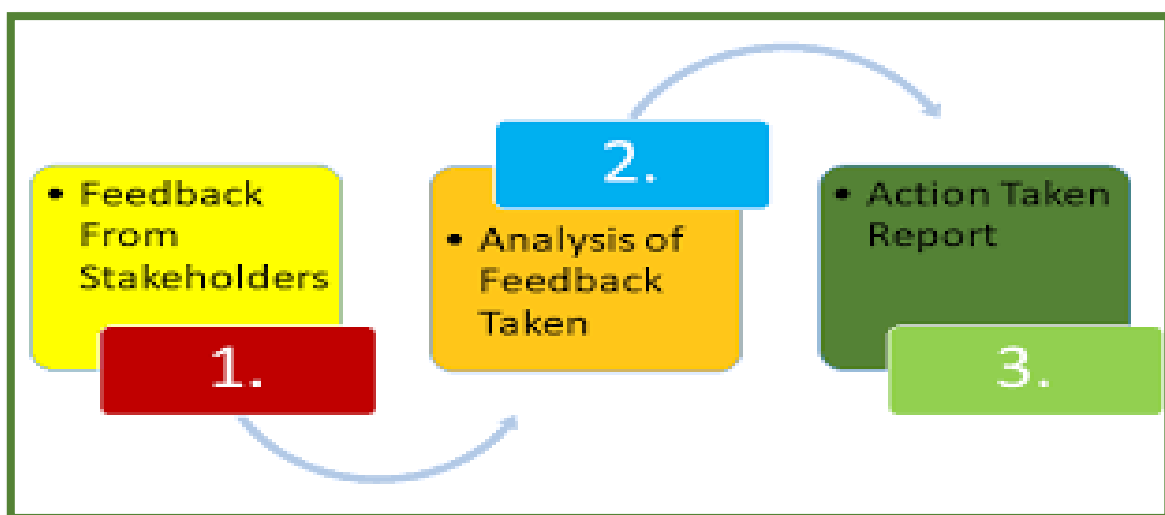 • Feedback
From
Stakeholders
1.
2.
• Analysis of
Feedback
Taken
• Action Taken
Report
3.